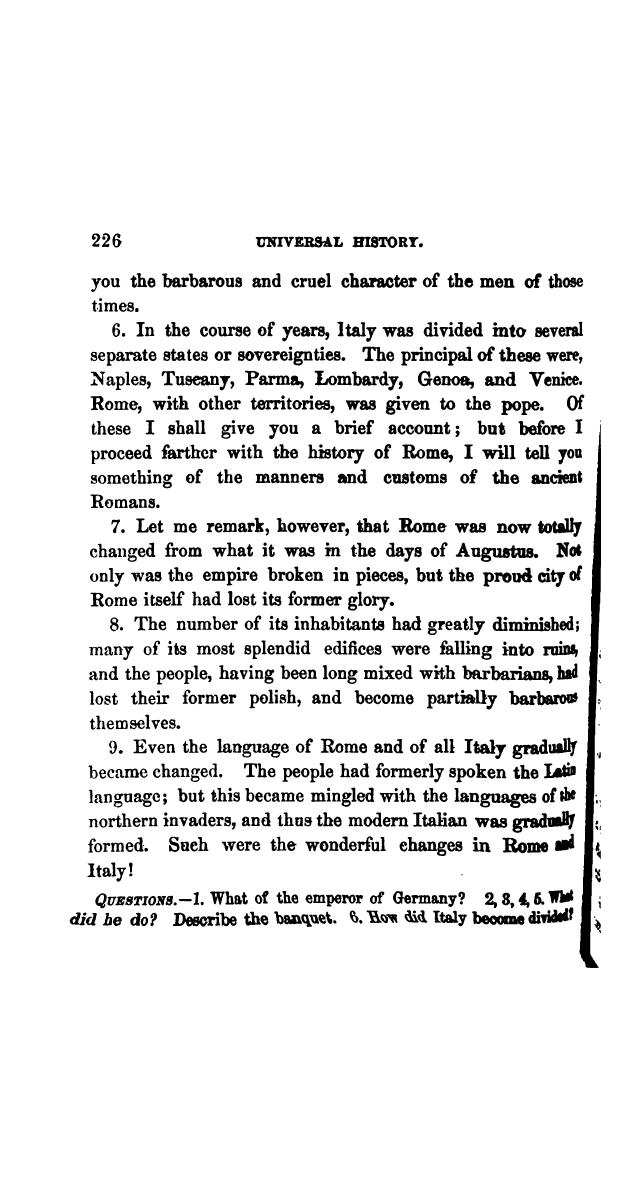 226 UNIVERSAL HISTORY.
you the barbarous and cruel character of the men of those
times.
6. In the course of years, Italy was divided into several
separate states or sovereignties. The principal of these were,
Naples, Tuscany, Parma, Lombardy, Genoa, and Venice.
Rome, with other territories, was given to the pope. Of
these I shall give you a brief account; but before I
proceed farther with the history of Rome, I will tell you
something of the manners and customs of the ancient
Romans.
7. Let me remark, however, that Rome was now totally
changed from what it was in the days of Augustus. Not
only was the empire broken in pieces, but the proud city of
Rome itself had lost its former glory.
8. The number of its inhabitants had greatly diminished;
many of its most splendid edifices were falling into ruins,
and the people, having been long mixed with barbarians, had
lost their former polish, and become partially barbarous
themselves.
9. Even the language of Rome and of all Italy gradually
became changed. The people had formerly spoken the Latin
language; but this became mingled with the languages of the
northern invaders, and thus the modern Italian was gradually
formed. Such were the wonderful changes in Rome and
Italy!
QUESTIONS.—1. What of the emperor of Germany? 2, 3, 4, 5. What
did he do? Describe the banquet. 6. How did Italy become divided?